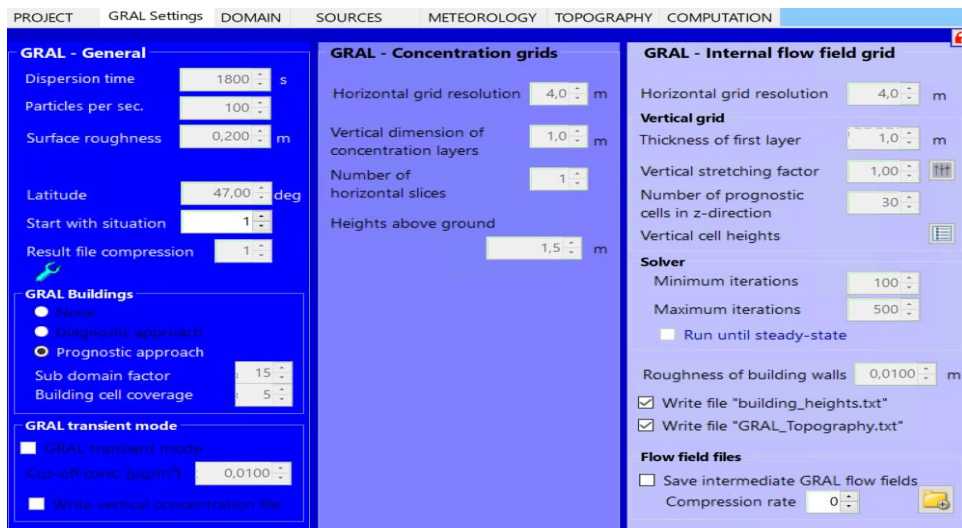 PROJECT GRAL Settings DOMAIN SOURCES METEOROLOGY TOPOGRAPHY COMPUTATION
GRAL - General
Dispersion time 1800 s
Particles per sec. 100
Surface roughness 0,200 m
Latitude 47,00 deg
Start with situation 1
Result file compression 1
GRAL Buildings
None
Diagnostic approach
Prognostic approach
Sub domain factor 15
Building cell coverage 5
GRAL transient mode
GRAL transient mode
Cut-off conc. [µg/m³] 0,0100
Write vertical concentration file
GRAL - Concentration grids
Horizontal grid resolution 4,0 m
Vertical dimension of
concentration layers 1,0 m
Number of
horizontal slices 1
Heights above ground
1,5 m
GRAL - Internal flow field grid
Horizontal grid resolution 4,0 m
Vertical grid
Thickness of first layer 1,0 m
Vertical stretching factor 1,00
Number of prognostic
cells in z-direction 30
Vertical cell heights
Solver
Minimum iterations 100
Maximum iterations 500
Run until steady-state
Roughness of building walls 0,0100 m
Write file "building_heights.txt"
Write file "GRAL_Topography.txt"
Flow field files
Save intermediate GRAL flow fields
Compression rate 0